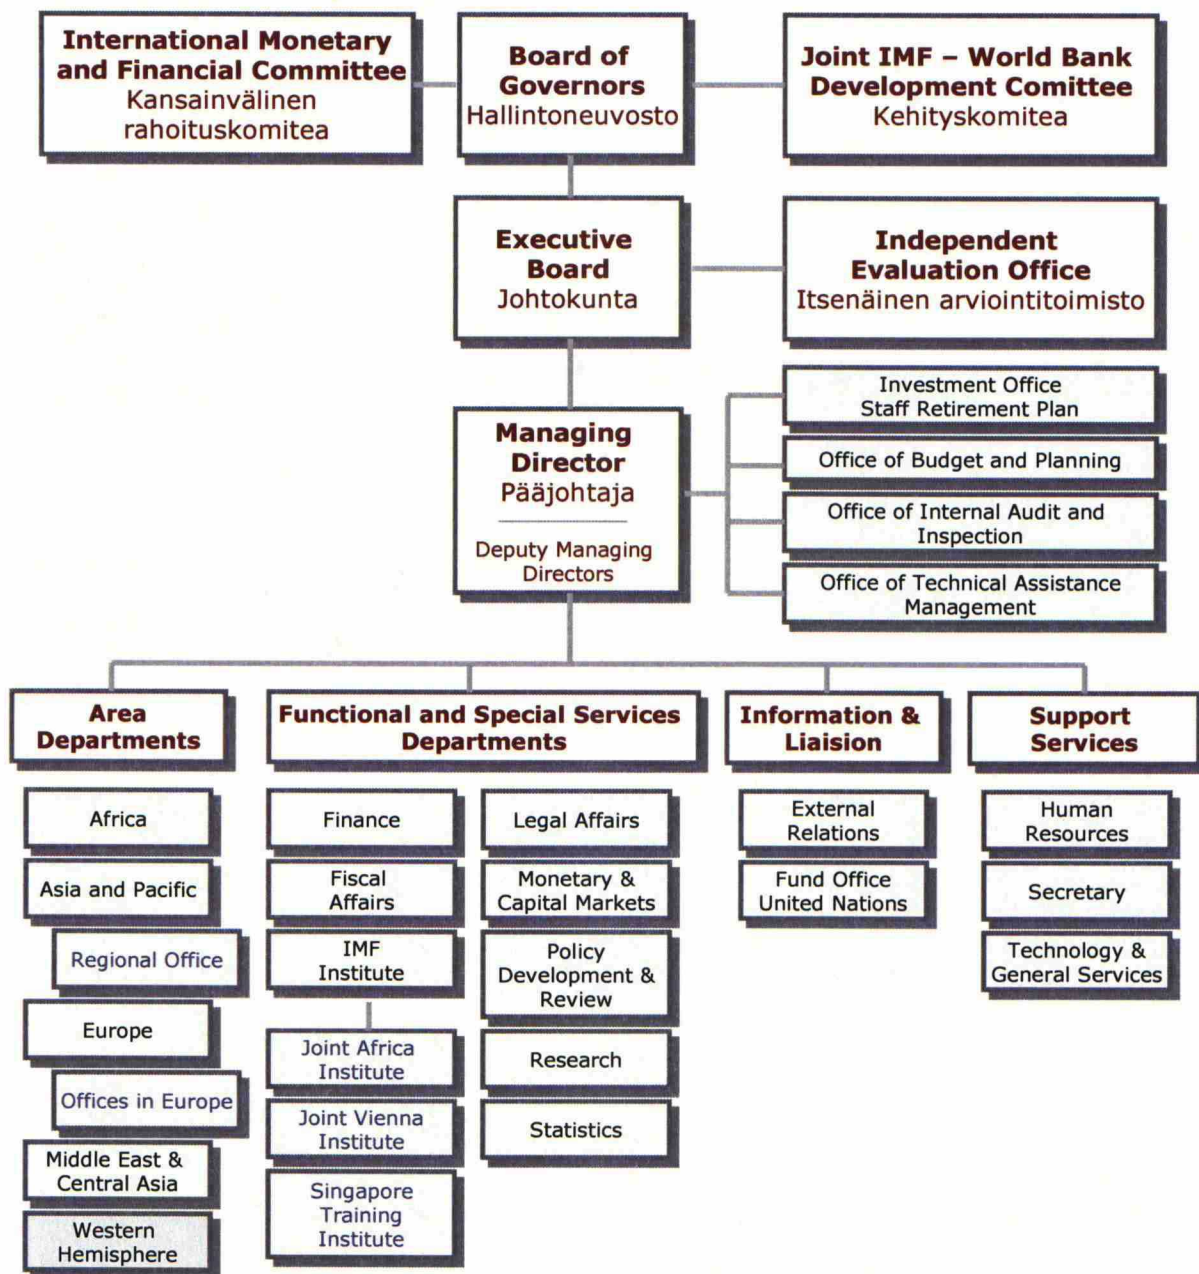 International Monetary
and Financial Committee
Kansainvälinen
rahoituskomitea
Board of
Governors
Hallintoneuvosto
Joint IMF – World Bank
Development Comittee
Kehityskomitea
Executive
Board
Johtokunta
Independent
Evaluation Office
Itsenäinen arviointitoimisto
Managing
Director
Pääjohtaja
Deputy Managing
Directors
Investment Office
Staff Retirement Plan
Office of Budget and Planning
Office of Internal Audit and
Inspection
Office of Technical Assistance
Management
Area
Departments
Africa
Asia and Pacific
Regional Office
Europe
Offices in Europe
Middle East &
Central Asia
Western
Hemisphere
Functional and Special Services
Departments
Finance
Fiscal
Affairs
IMF
Institute
Joint Africa
Institute
Joint Vienna
Institute
Singapore
Training
Institute
Legal Affairs
Monetary &
Capital Markets
Policy
Development &
Review
Research
Statistics
Information &
Liaision
External
Relations
Fund Office
United Nations
Support
Services
Human
Resources
Secretary
Technology &
General Services